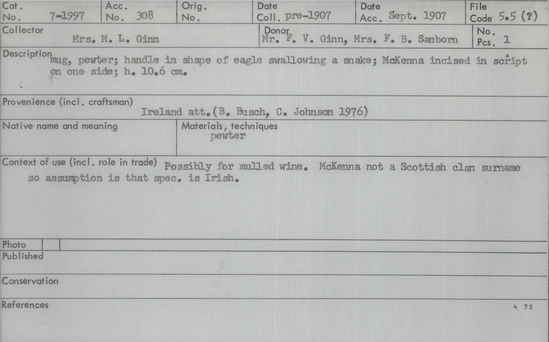 Cat. No. 7-1997 Acc. No. 308 Orig. No. Date Coll. pre-1907 Date Acc. Sept. 1907 File Code 5.5 (?)
Collector Mrs. M. L. Ginn Donor Mr. F. V. Ginn, Mrs. F. B. Sanborn No. Pcs. 1
Description mug, pewter; handle in shape of eagle swallowing a snake; McKenna incised in script
on one side; h. 10.6 cm.
Provenience (incl. craftsman)
Ireland att. (B. Busch, C. Johnson 1976)
Native name and meaning Materials, techniques
pewter
Context of use (incl. role in trade) Possibly for mulled wine. McKenna not a Scottish clan surname
so assumption is that spec. is Irish.
Photo
Published
Conservation
References 4 75